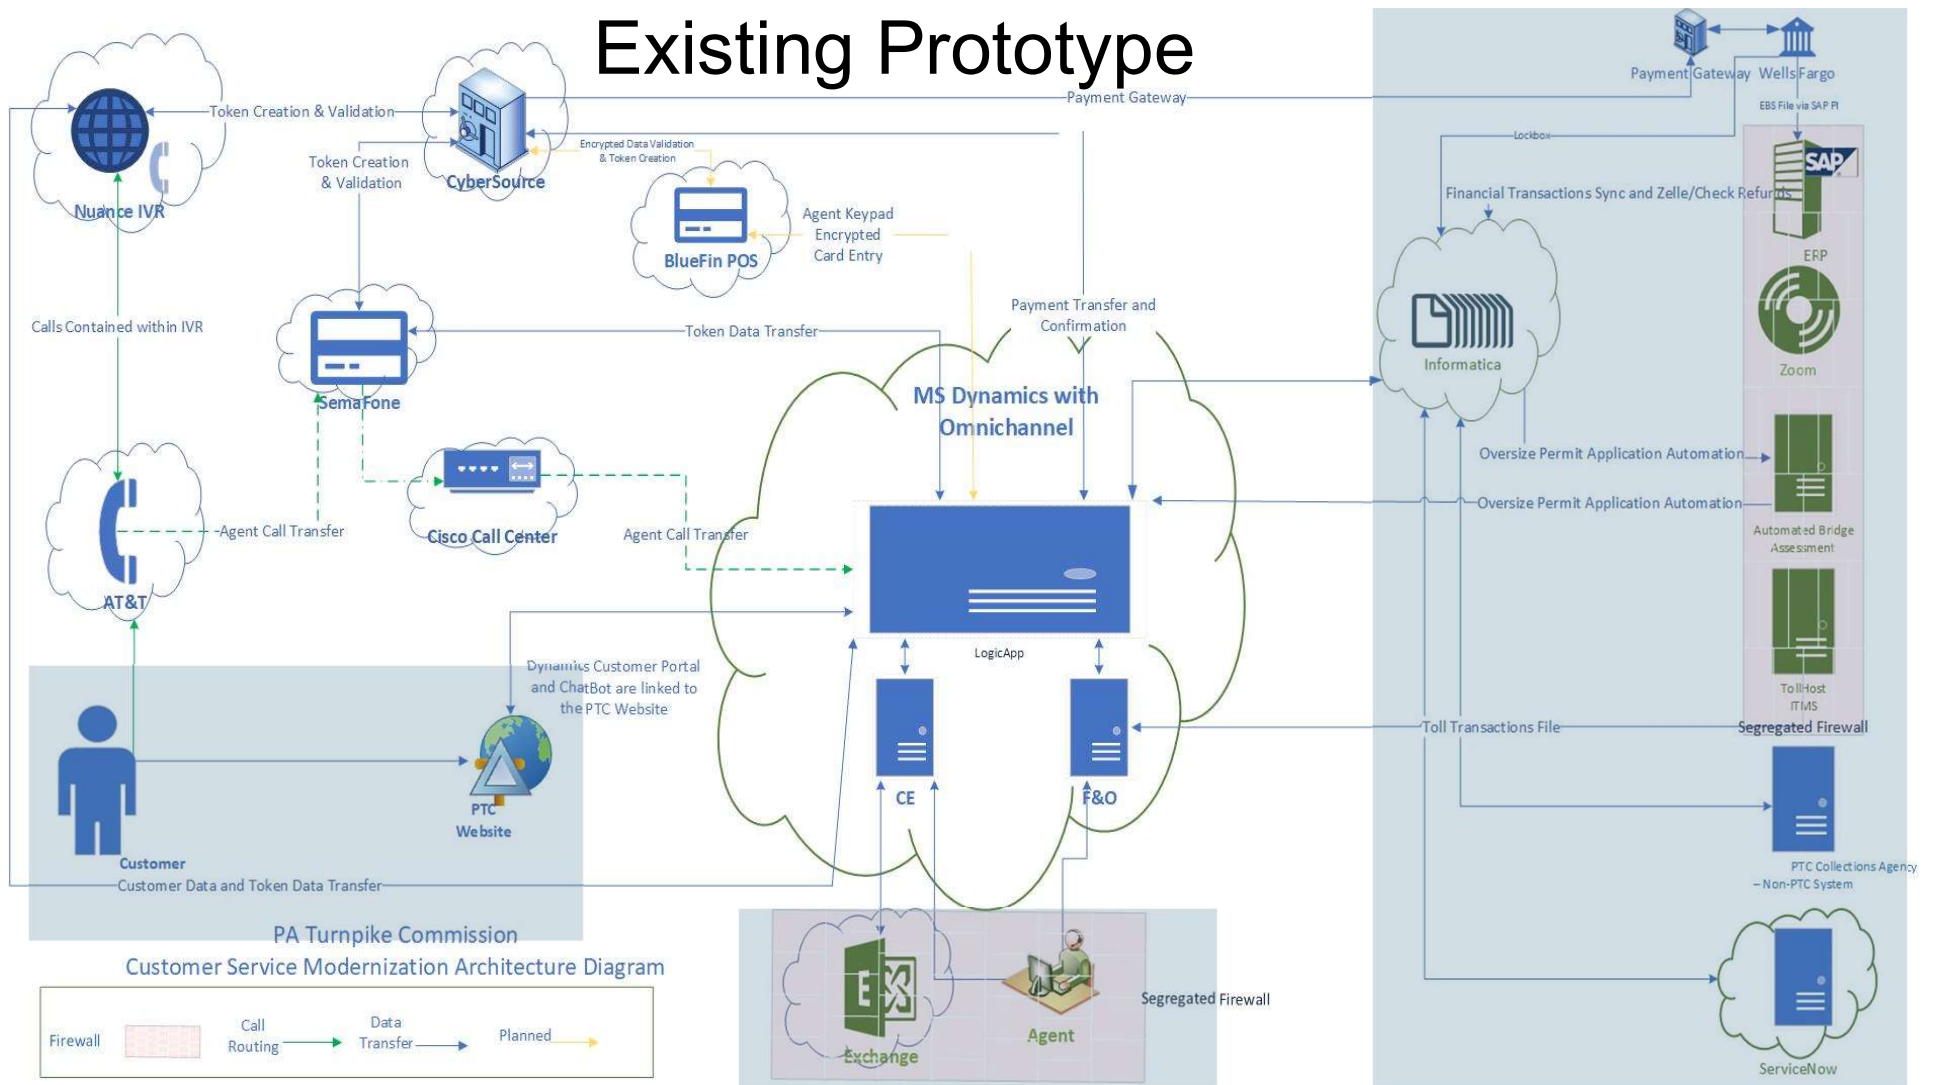 Existing Prototype
Payment Gateway
Wells Fargo
Payment Gateway
EBS File via SAP PI
Token Creation & Validation
Lockbox
Encrypted Data Validation
& Token Creation
Token Creation
& Validation
SAP
CyberSource
Financial Transactions Sync and Zelle/Check Refunds
Nuance IVR
Agent Keypad
Encrypted
Card Entry
BlueFin POS
ERP
Payment Transfer and
Confirmation
Calls Contained within IVR
Token Data Transfer
Informatica
Zoom
SemaFone
MS Dynamics with
Omnichannel
Oversize Permit Application Automation
Oversize Permit Application Automation
Agent Call Transfer
Cisco Call Center
Agent Call Transfer
Automated Bridge
Assessment
AT&T
LogicApp
Dynamics Customer Portal
and ChatBot are linked to
the PTC Website
TollHost
ITMS
Toll Transactions File
Segregated Firewall
CE
F&O
PTC
Website
Customer
PTC Collections Agency
– Non-PTC System
Customer Data and Token Data Transfer
PA Turnpike Commission
Customer Service Modernization Architecture Diagram
E
Exchange
Agent
Segregated Firewall
ServiceNow
Firewall
Call
Routing
Data
Transfer
Planned